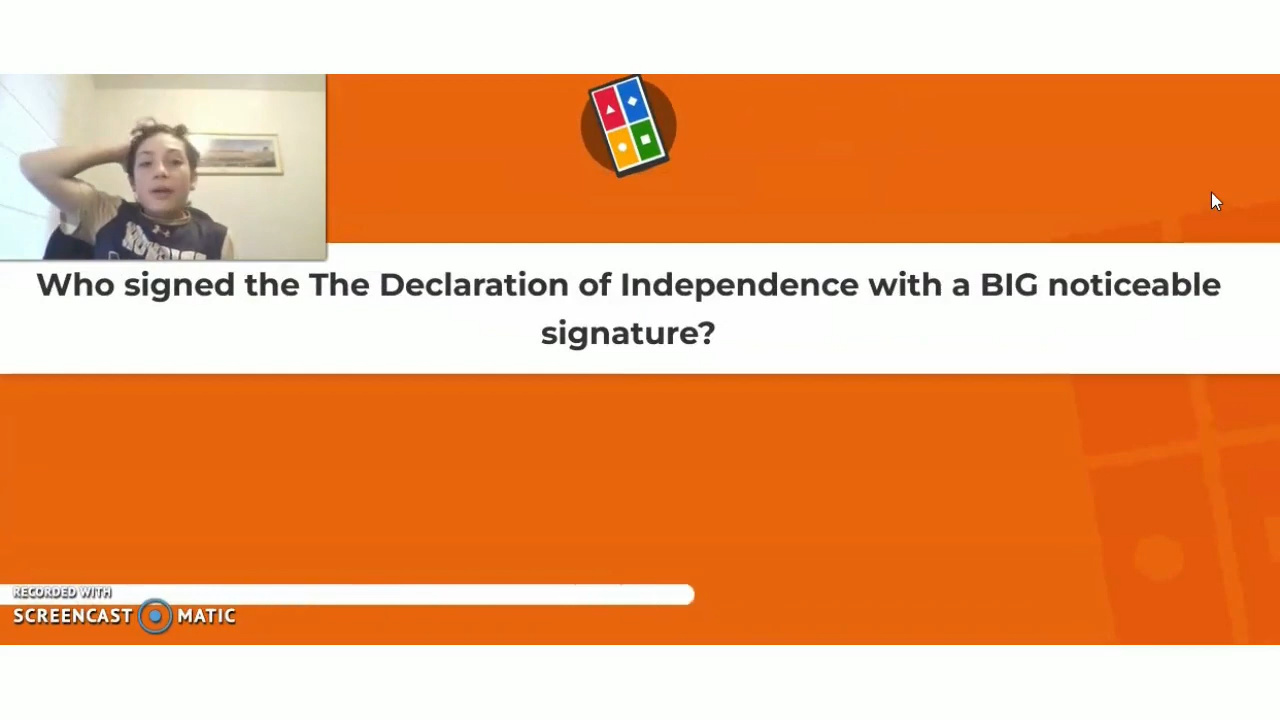 Who signed the The Declaration of Independence with a BIG noticeable
signature?
RECORDED WITH
SCREENCAST MATIC